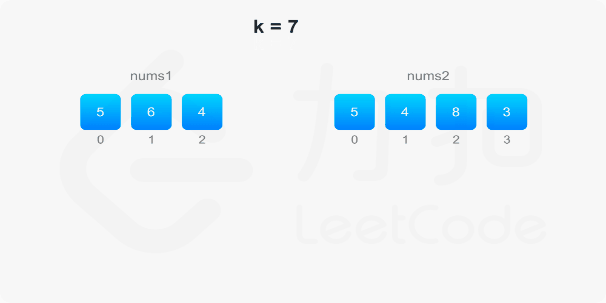 k = 7
nums1 nums2
5 6 4 5 4 8 3
0 1 2 0 1 2 3
力扣
LeetCode